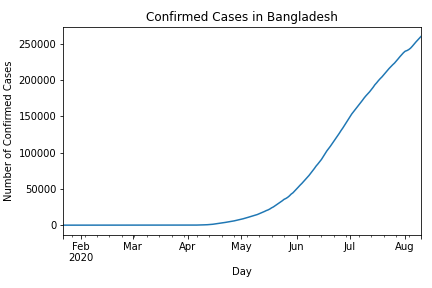 Confirmed Cases in Bangladesh
Number of Confirmed Cases
250000
200000
150000
100000
50000
0
Feb Mar Apr May Jun Jul Aug
2020
Day